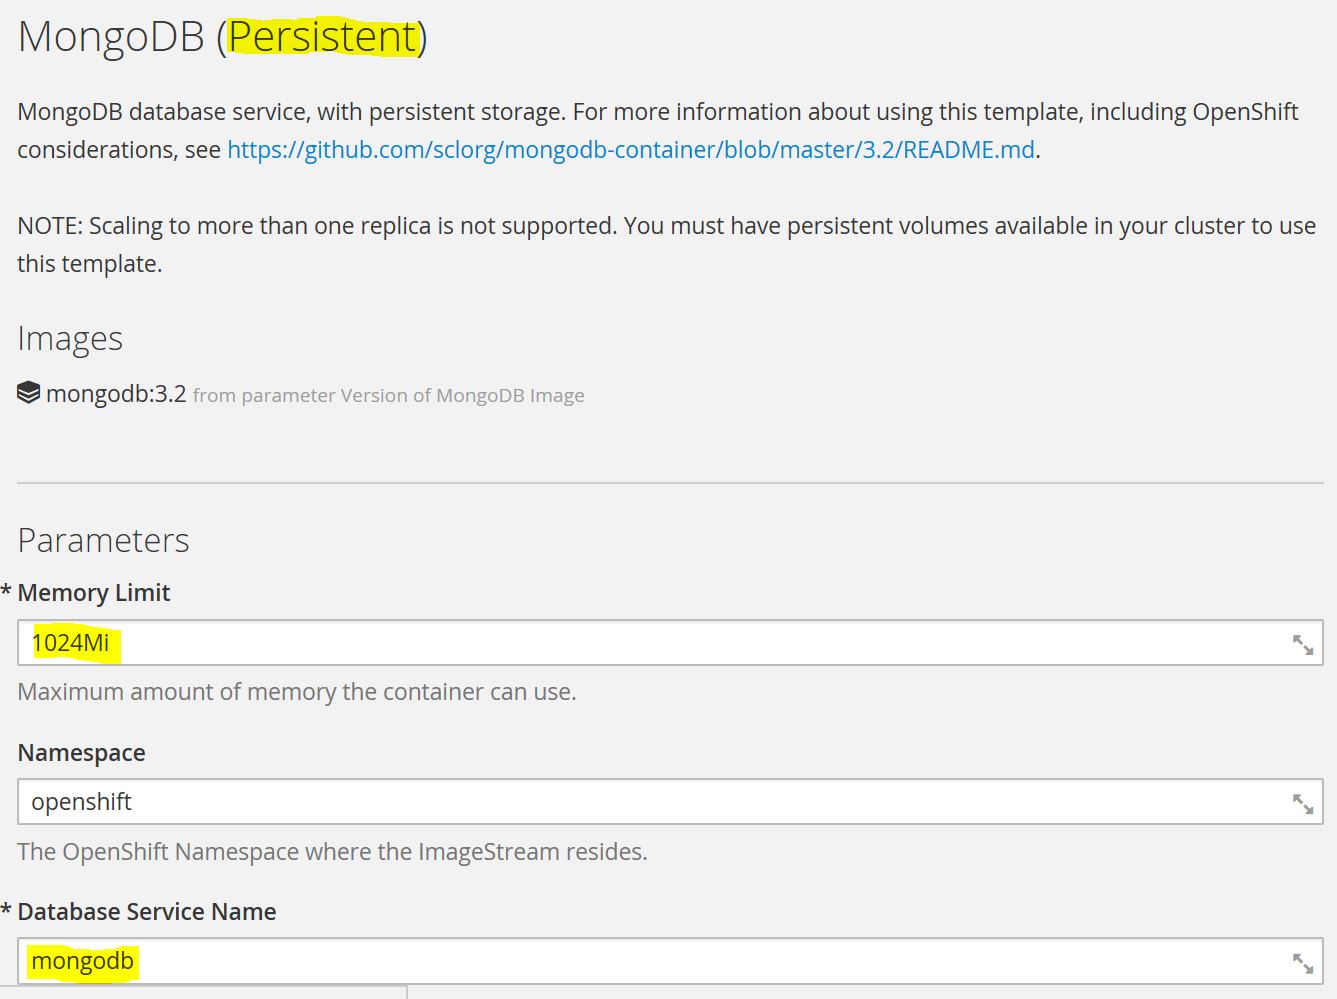 MongoDB (Persistent)
MongoDB database service, with persistent storage. For more information about using this template, including OpenShift
considerations, see https://github.com/sclorg/mongodb-container/blob/master/3.2/README.md.
NOTE: Scaling to more than one replica is not supported. You must have persistent volumes available in your cluster to use
this template.
Images
mongodb:3.2 from parameter Version of MongoDB Image
Parameters
* Memory Limit
1024Mi
Maximum amount of memory the container can use.
Namespace
openshift
The OpenShift Namespace where the ImageStream resides.
* Database Service Name
mongodb